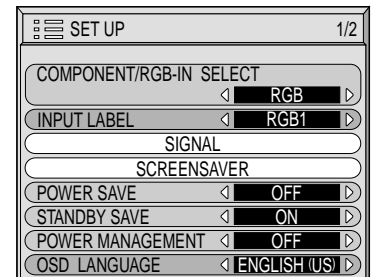 SET UP 1/2
COMPONENT/RGB-IN SELECT
RGB
INPUT LABEL RGB1
SIGNAL
SCREENSAVER
POWER SAVE OFF
STANDBY SAVE ON
POWER MANAGEMENT OFF
OSD LANGUAGE ENGLISH (US)